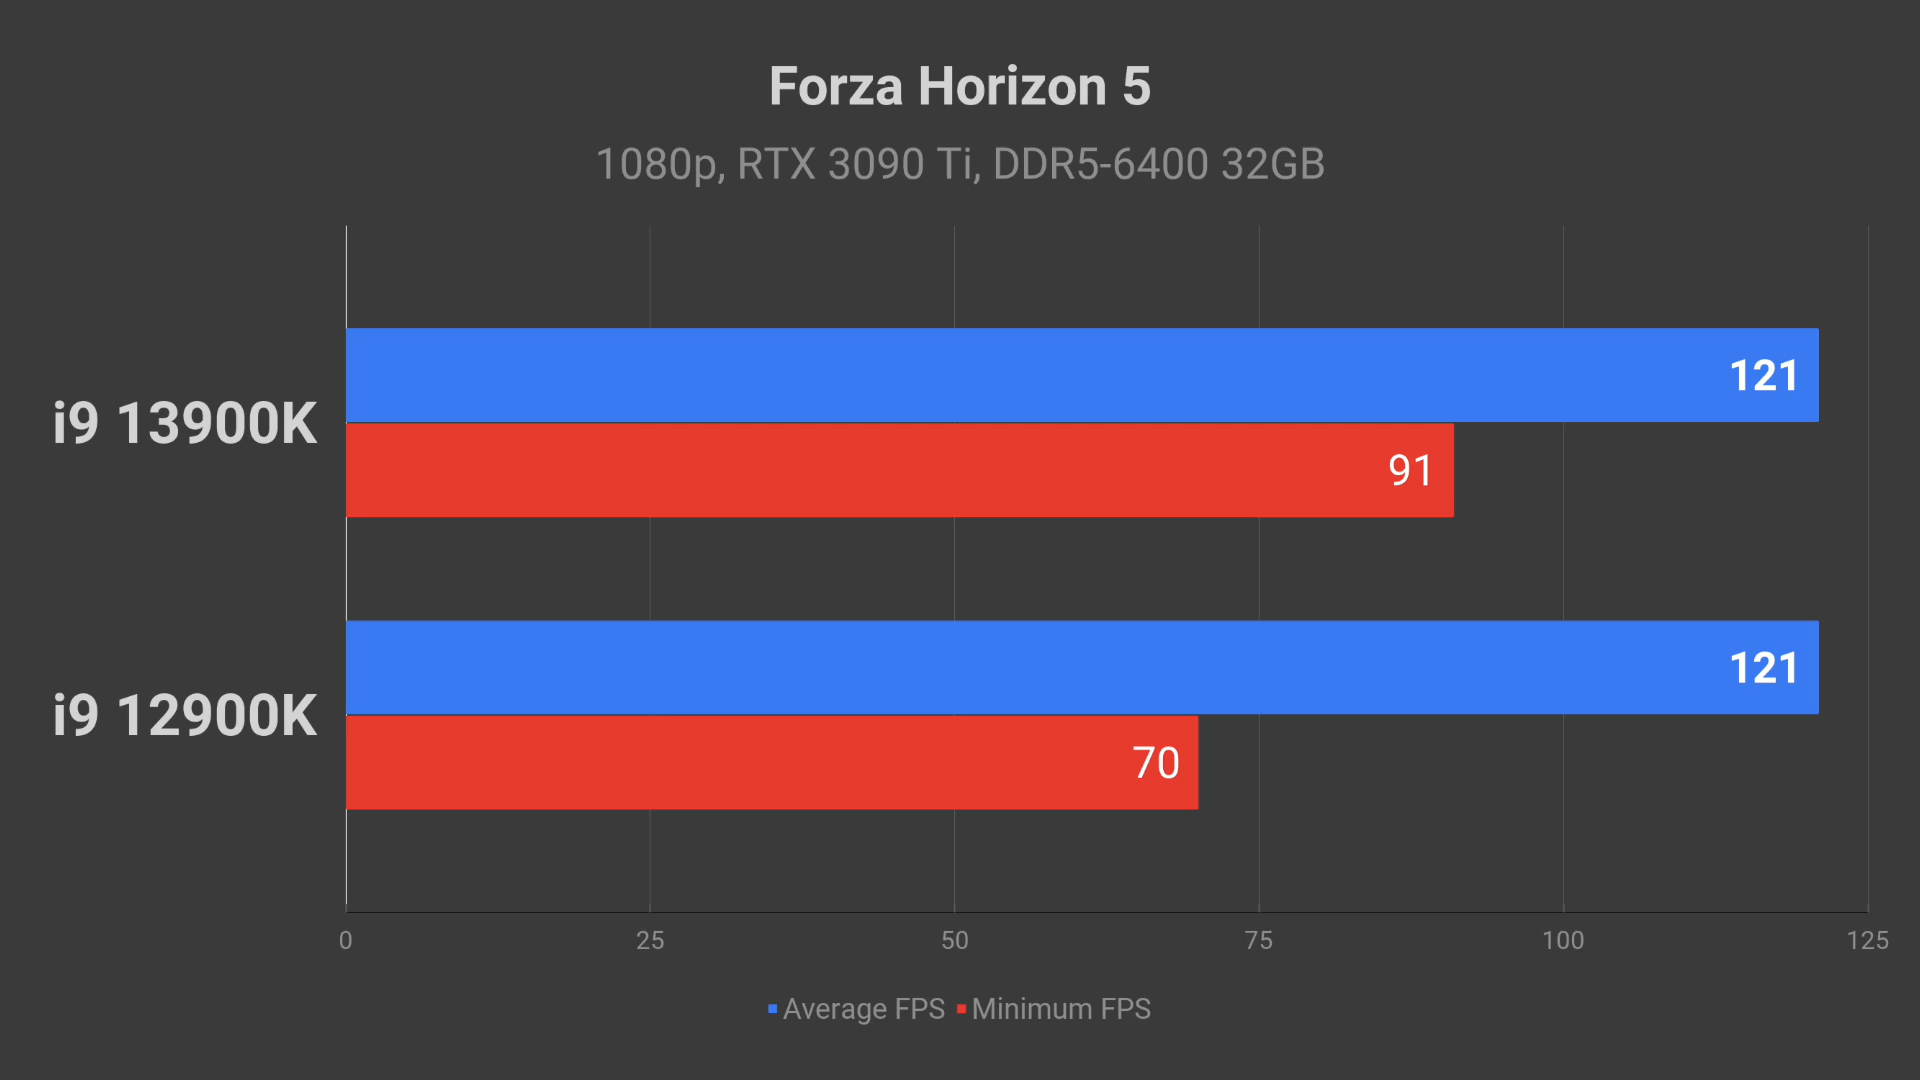 Forza Horizon 5
1080p, RTX 3090 Ti, DDR5-6400 32GB
i9 13900K
121
91
i9 12900K
121
70
0 25 50 75 100 125
Average FPS Minimum FPS